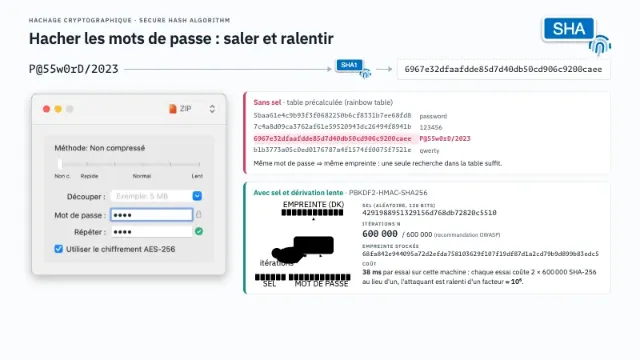 HACHAGE CRYPTOGRAPHIQUE · SECURE HASH ALGORITHM
Hacher les mots de passe : saler et ralentir
SHA
P@55w0rD/2023
SHA1
6967e32dfaafdde85d7d40db50cd906c9200caee
ZIP
Méthode: Non compressé
Non c. Rapide Normal Lent
Découper : Exemple: 5 MB
Mot de passe : ••••
Répéter : ••••
Utiliser le chiffrement AES-256
Sans sel · table précalculée (rainbow table)
5baa61e4c9b93f3f0682250b6cf8331b7ee68fd8 password
7c4a8d09ca3762af61e59520943dc26494f8941b 123456
6967e32dfaafdde85d7d40db50cd906c9200caee P@55w0rD/2023
b1b3773a05c0ed0176787a4f1574ff0075f7521e qwerty
Même mot de passe ⇒ même empreinte : une seule recherche dans la table suffit.
Avec sel et dérivation lente · PBKDF2-HMAC-SHA256
EMPREINTE (DK)
itérations
SEL MOT DE PASSE
SEL (ALÉATOIRE, 128 BITS)
4291988951329156d768db72820c5510
ITÉRATIONS N
600 000 / 600 000 (recommandation OWASP)
EMPREINTE STOCKÉE
COÛT
38 ms par essai sur cette machine : chaque essai coûte 2 × 600 000 SHA-256
au lieu d'un, l'attaquant est ralenti d'un facteur ≈ 10⁶.